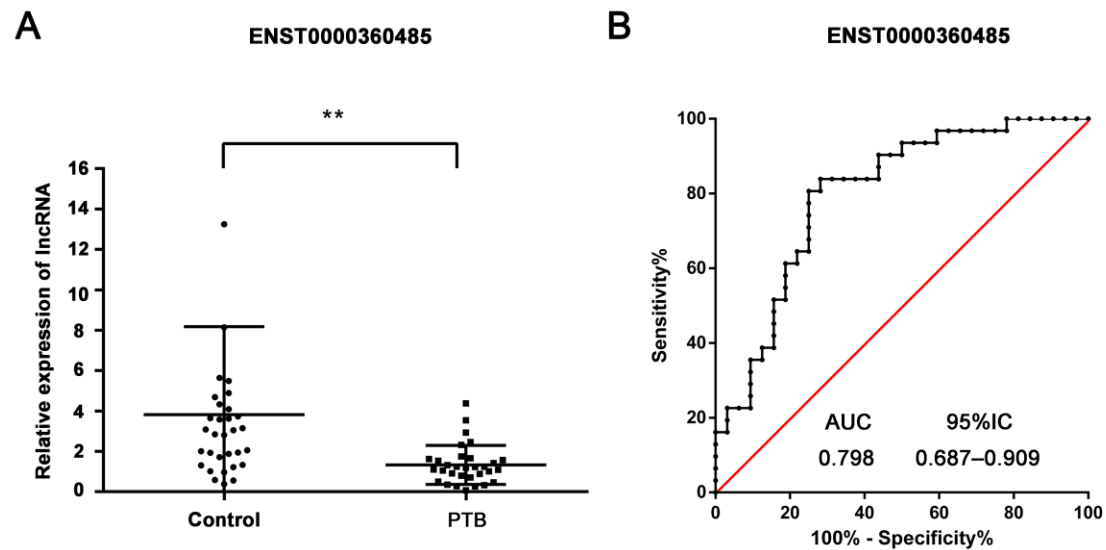 A
ENST0000360485
**
Relative expression of lncRNA
16
14
12
10
8
6
4
2
0
Control
PTB
B
ENST0000360485
Sensitivity%
100
80
60
40
20
0
AUC
95%IC
0.798
0.687–0.909
0
20
40
60
80
100
100% - Specificity%